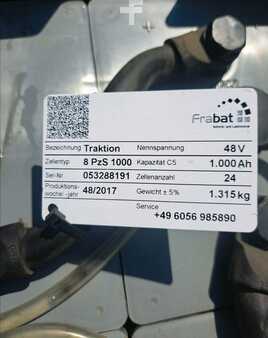 Frabat
Bezeichnung Traktion Nennspannung 48 V
Zellentyp 8 PzS 1000 Kapazität C5 1.000 Ah
Ser-Nr. 053288191 Zellenanzahl 24
Produktions-
woche/-jahr 48/2017 Gewicht ± 5% 1.315 kg
Service
+49 6056 985890